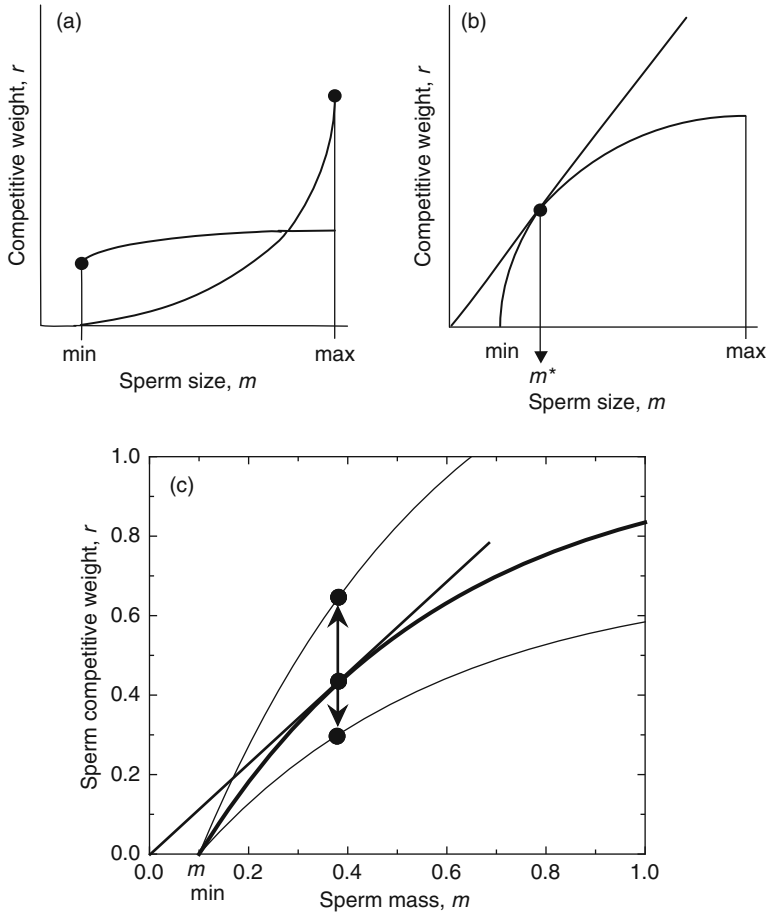 (a)
Competitive weight, r
min
max
Sperm size, m
(b)
Competitive weight, r
min
max
m*
Sperm size, m
(c)
1.0
0.8
0.6
0.4
0.2
0.0
Sperm competitive weight, r
0.0
0.2
0.4
0.6
0.8
1.0
m
min
Sperm mass, m